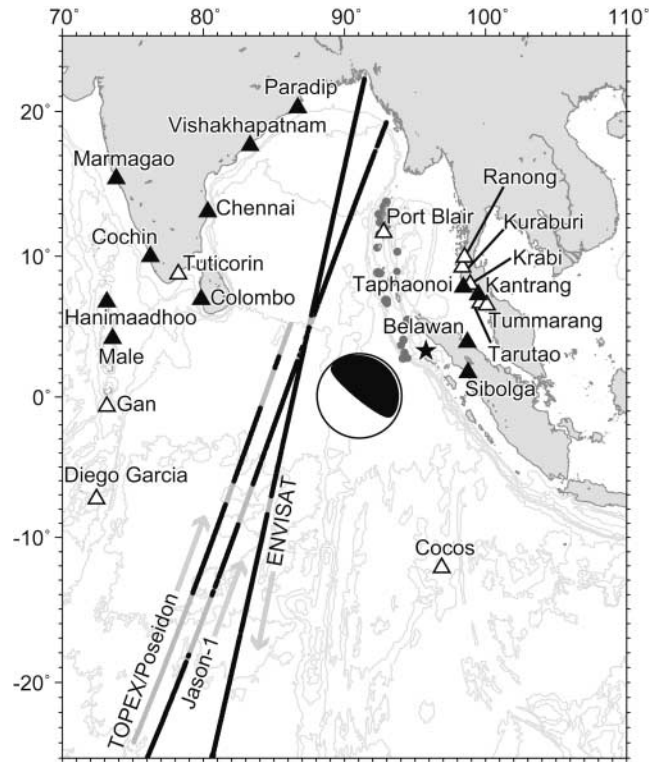 70˚
80˚
90˚
100˚
110˚
20˚
10˚
0˚
-10˚
-20˚
Paradip
Vishakhapatnam
Marmagao
Chennai
Ranong
Port Blair
Kuraburi
Cochin
Tuticorin
Krabi
Taphaonoi
Kantrang
Colombo
Hanimaadhoo
Belawan
Tummarang
Male
Tarutao
Sibolga
Gan
Diego Garcia
ENVISAT
Cocos
TOPEX/Poseidon
Jason-1